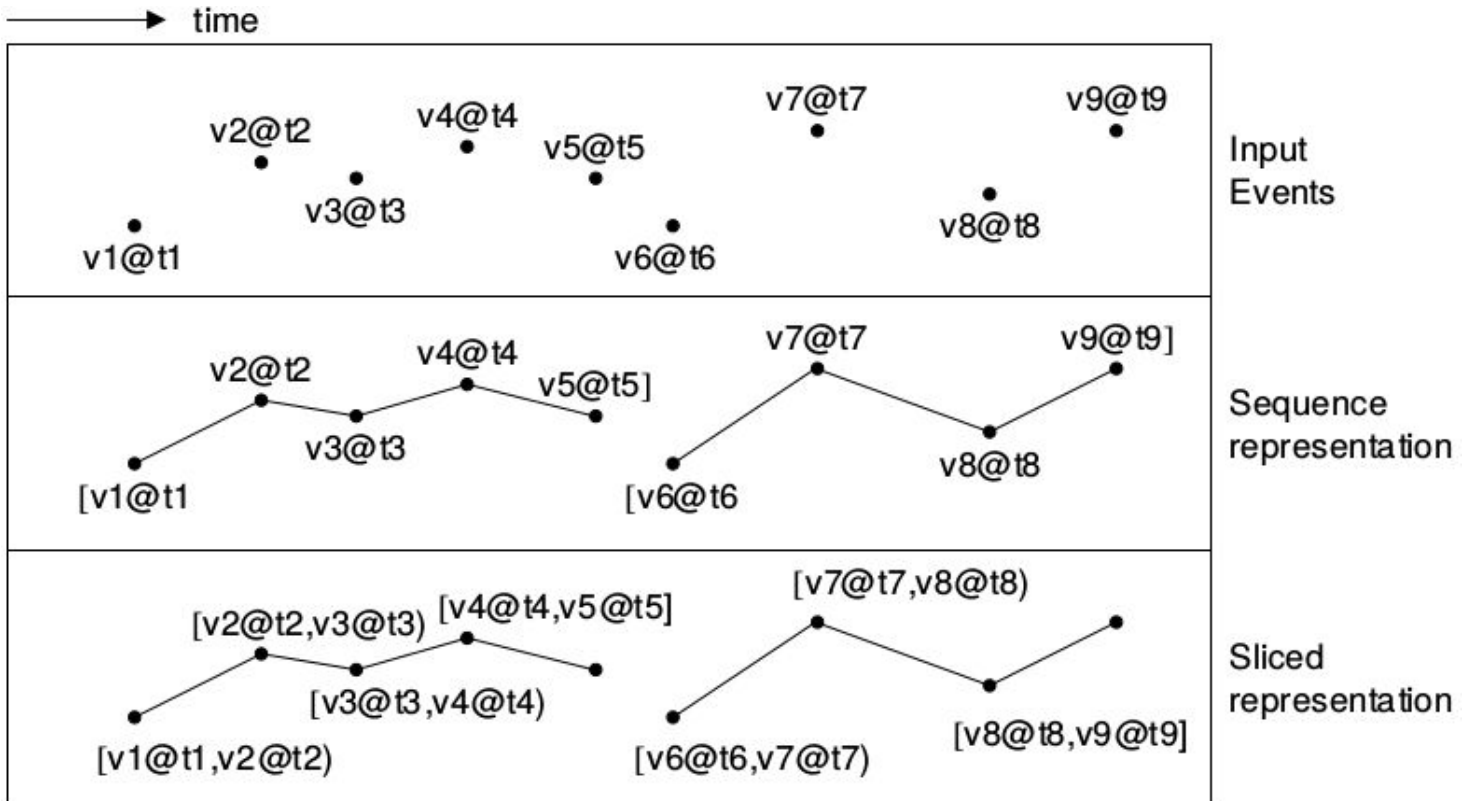 time
v7@t7
v9@t9
v4@t4
v2@t2
v5@t5
v3@t3
v8@t8
v1@t1
v6@t6
Input
Events
v7@t7
v9@t9]
v4@t4
v2@t2
v5@t5]
v3@t3
v8@t8
[v1@t1
[v6@t6
Sequence
representation
[v7@t7,v8@t8)
[v4@t4,v5@t5]
[v2@t2,v3@t3)
[v3@t3,v4@t4)
[v8@t8,v9@t9]
[v1@t1,v2@t2)
[v6@t6,v7@t7)
Sliced
representation